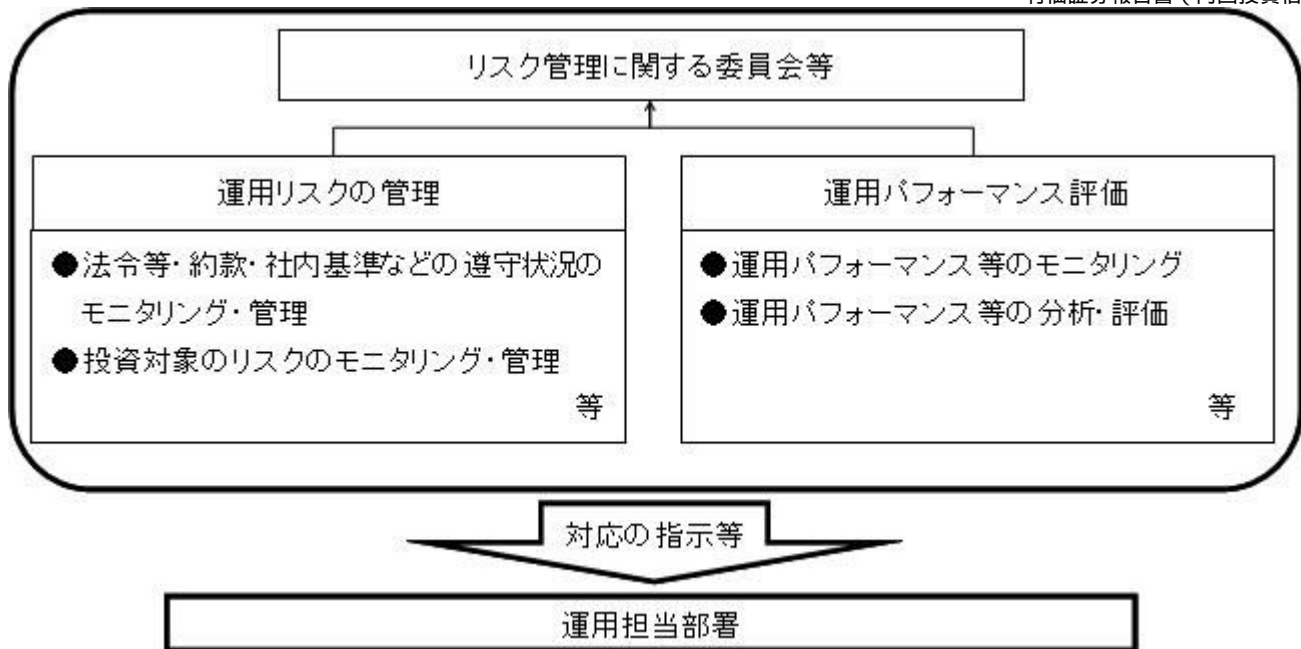 リスク管理に関する委員会等
運用リスクの管理
●法令等・約款・社内基準などの遵守状況の
モニタリング・管理
●投資対象のリスクのモニタリング・管理
等
運用パフォーマンス評価
●運用パフォーマンス等のモニタリング
●運用パフォーマンス等の分析・評価
等
対応の指示等
運用担当部署